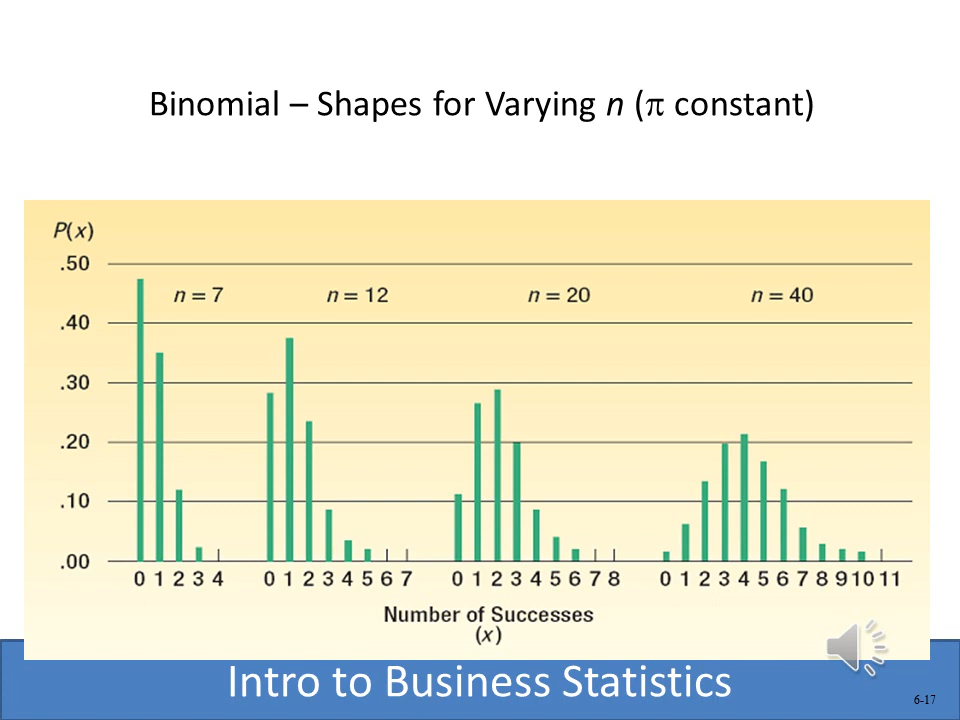 Binomial – Shapes for Varying n (π constant)
P(x)
.50
n = 7 n = 12 n = 20 n = 40
.40
.30
.20
.10
.00
0 1 2 3 4 0 1 2 3 4 5 6 7 0 1 2 3 4 5 6 7 8 0 1 2 3 4 5 6 7 8 9 10 11
Number of Successes
(x)
Intro to Business Statistics
6-17